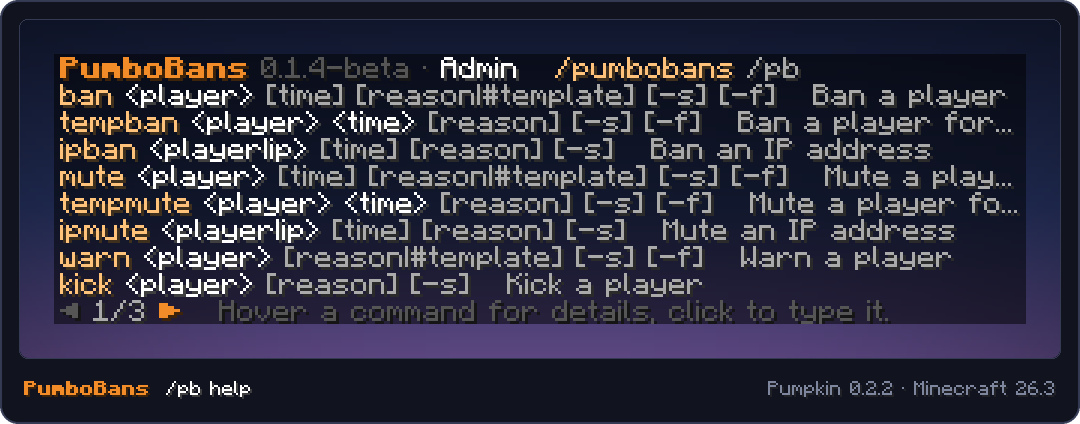 PumboBans 0.1.4-beta · Admin /pumbobans /pb
ban <player> [time] [reason|#template] [-s] [-f] Ban a player
tempban <player> <time> [reason] [-s] [-f] Ban a player for...
ipban <player|ip> [time] [reason] [-s] Ban an IP address
mute <player> [time] [reason|#template] [-s] [-f] Mute a play...
tempmute <player> <time> [reason] [-s] [-f] Mute a player fo...
ipmute <player|ip> [time] [reason] [-s] Mute an IP address
warn <player> [reason|#template] [-s] [-f] Warn a player
kick <player> [reason] [-s] Kick a player
◄ 1/3 ► Hover a command for details, click to type it.
PumboBans /pb help
Pumpkin 0.2.2 · Minecraft 26.3